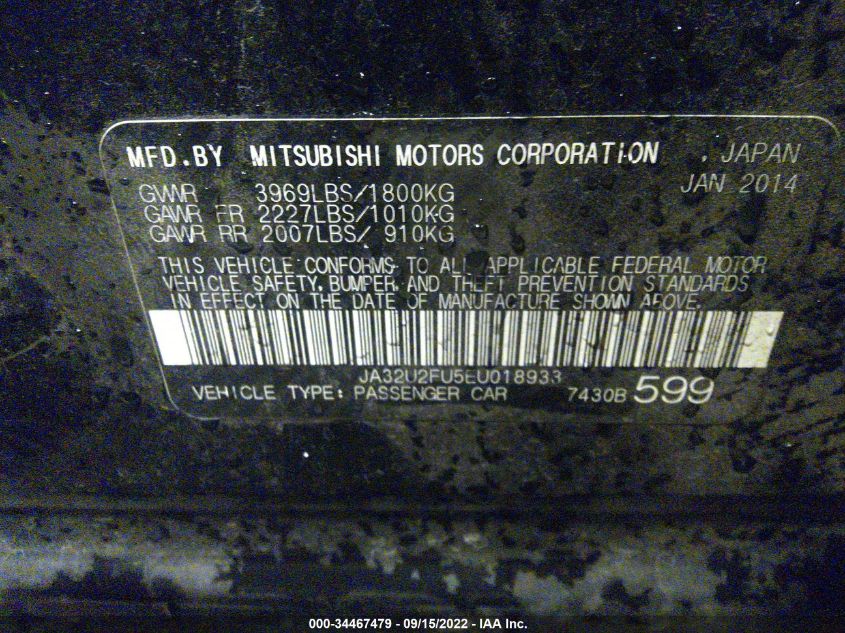 MFD.BY MITSUBISHI MOTORS CORPORATION , JAPAN
JAN 2014
GVWR 3969LBS/1800KG
GAWR FR 2227LBS/1010KG
GAWR RR 2007LBS/ 910KG
THIS VEHICLE CONFORMS TO ALL APPLICABLE FEDERAL MOTOR
VEHICLE SAFETY, BUMPER, AND THEFT PREVENTION STANDARDS
IN EFFECT ON THE DATE OF MANUFACTURE SHOWN ABOVE.
JA32U2FU5EU018933
VEHICLE TYPE: PASSENGER CAR 7430B 599
000-34467479 - 09/15/2022 - IAA Inc.